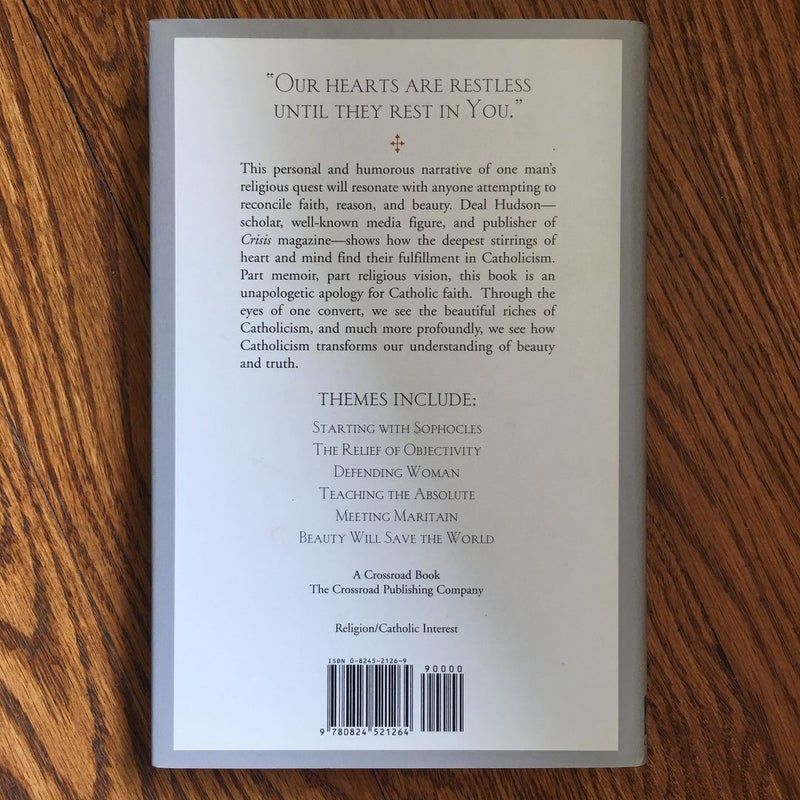 "Our hearts are restless
until they rest in You."
This personal and humorous narrative of one man's
religious quest will resonate with anyone attempting to
reconcile faith, reason, and beauty. Deal Hudson—
scholar, well-known media figure, and publisher of
Crisis magazine—shows how the deepest stirrings of
heart and mind find their fulfillment in Catholicism.
Part memoir, part religious vision, this book is an
unapologetic apology for Catholic faith. Through the
eyes of one convert, we see the beautiful riches of
Catholicism, and much more profoundly, we see how
Catholicism transforms our understanding of beauty
and truth.
THEMES INCLUDE:
Starting with Sophocles
The Relief of Objectivity
Defending Woman
Teaching the Absolute
Meeting Maritain
Beauty Will Save the World
A Crossroad Book
The Crossroad Publishing Company
Religion/Catholic Interest
ISBN 0-8245-2126-9
90000
9 780824 521264